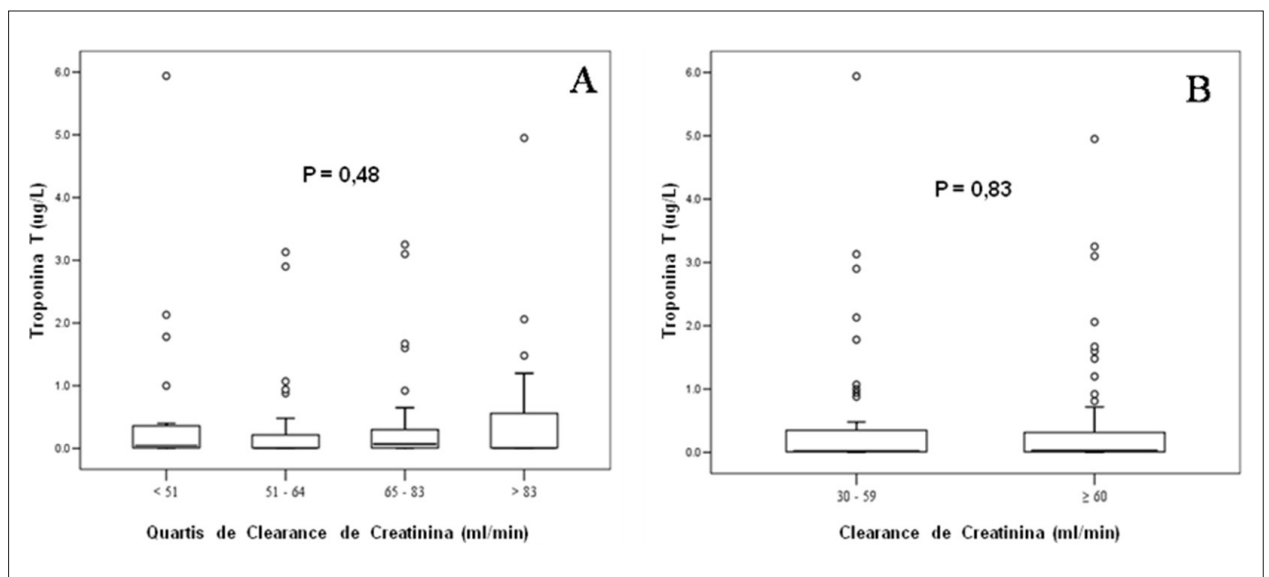 A
6.0
5.0
4.0
3.0
2.0
1.0
0.0
Troponina T (ug/L)
P = 0,48
< 51
51 - 64
65 - 83
> 83
Quartis de Clearance de Creatinina (ml/min)
B
6.0
5.0
4.0
3.0
2.0
1.0
0.0
Troponina T (ug/L)
P = 0,83
30 - 59
≥ 60
Clearance de Creatinina (ml/min)